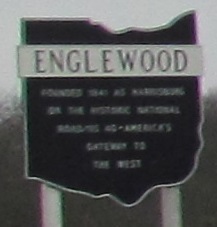 ENGLEWOOD
FOUNDED 1841 AS HARRISBURG
ON THE HISTORIC NATIONAL
ROAD/US 40-AMERICA'S
GATEWAY TO
THE WEST